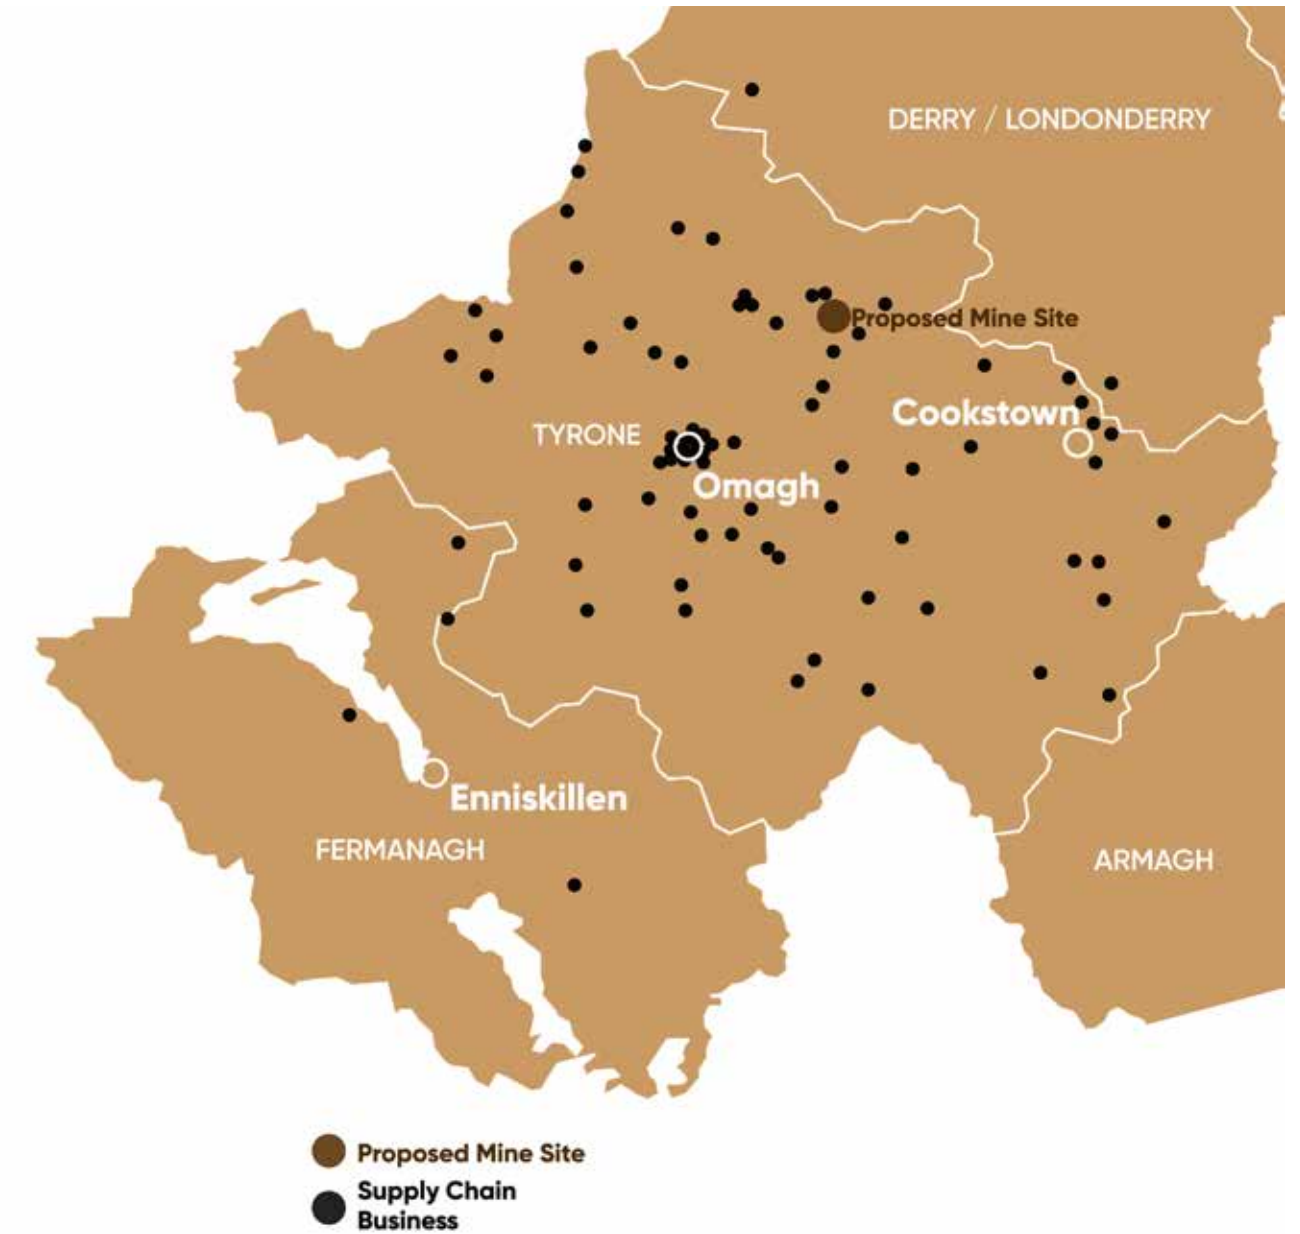 DERRY / LONDONDERRY
Proposed Mine Site
Cookstown
TYRONE
Omagh
Enniskillen
FERMANAGH
ARMAGH
Proposed Mine Site
Supply Chain
Business